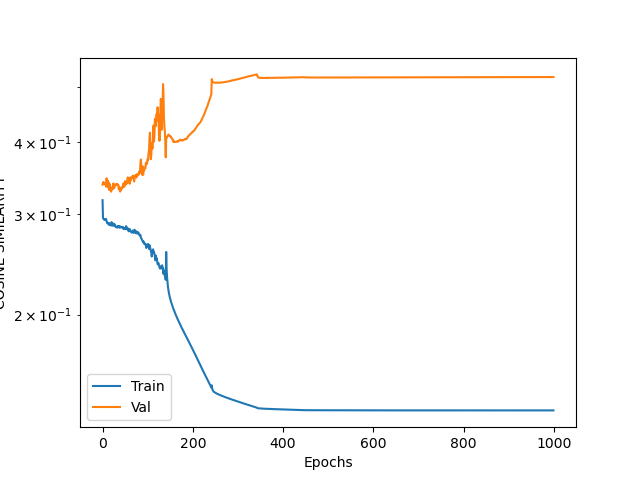 4 × 10⁻¹
3 × 10⁻¹
2 × 10⁻¹
COSINE SIMILARITY
Train
Val
0 200 400 600 800 1000
Epochs